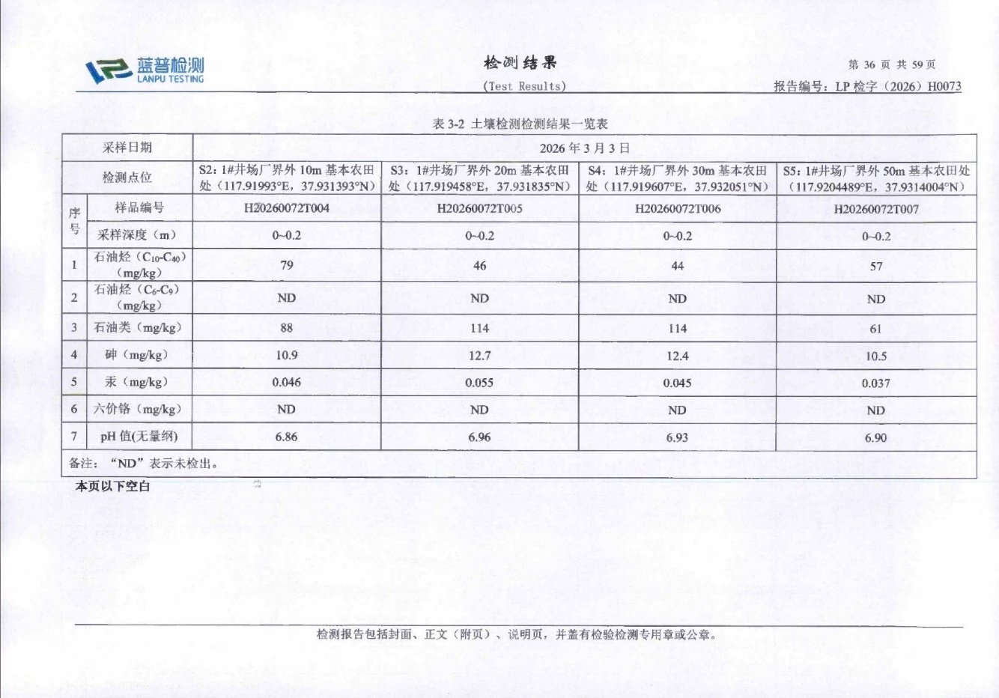 蓝普检测
LANPU TESTING
检测结果
(Test Results)
第 36 页 共 59页
报告编号：LP 检字（2026）H0073
表 3-2 土壤检测检测结果一览表
采样日期 2026 年 3 月 3 日
检测点位 S2：1#井场厂界外 10m 基本农田处（117.91993°E，37.931393°N） S3：1#井场厂界外 20m 基本农田处（117.919458°E，37.931835°N） S4：1#井场厂界外 30m 基本农田处（117.919607°E，37.932051°N） S5：1#井场厂界外 50m 基本农田处（117.9204489°E，37.9314004°N）
序号 样品编号 H20260072T004 H20260072T005 H20260072T006 H20260072T007
采样深度（m） 0~0.2 0~0.2 0~0.2 0~0.2
1 石油烃（C10-C40）（mg/kg） 79 46 44 57
2 石油烃（C6-C9）（mg/kg） ND ND ND ND
3 石油类（mg/kg） 88 114 114 61
4 砷（mg/kg） 10.9 12.7 12.4 10.5
5 汞（mg/kg） 0.046 0.055 0.045 0.037
6 六价铬（mg/kg） ND ND ND ND
7 pH 值(无量纲) 6.86 6.96 6.93 6.90
备注：“ND”表示未检出。
本页以下空白
检测报告包括封面、正文（附页）、说明页，并盖有检验检测专用章或公章。